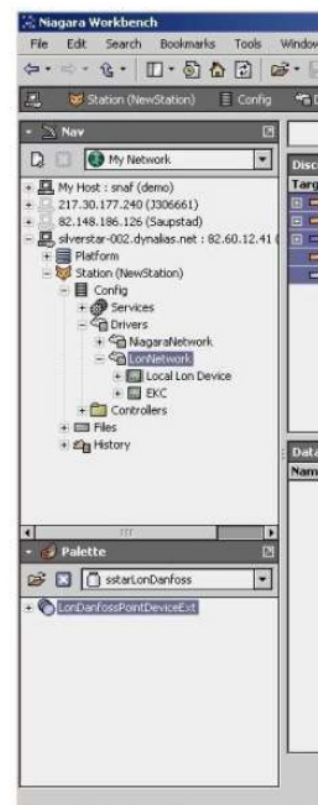 Niagara Workbench
File Edit Search Bookmarks Tools Window
Station (NewStation) Config D
Nav
My Network
My Host : snaf (demo)
217.30.177.240 (J306661)
82.148.186.126 (Saupstad)
silverstar-002.dynalias.net : 82.60.12.41 (
Platform
Station (NewStation)
Config
Services
Drivers
NiagaraNetwork
LonNetwork
Local Lon Device
EKC
Controllers
Files
History
Palette
sstarLonDanfoss
LonDanfossPointDeviceExt
Disc
Targ
Data
Nam